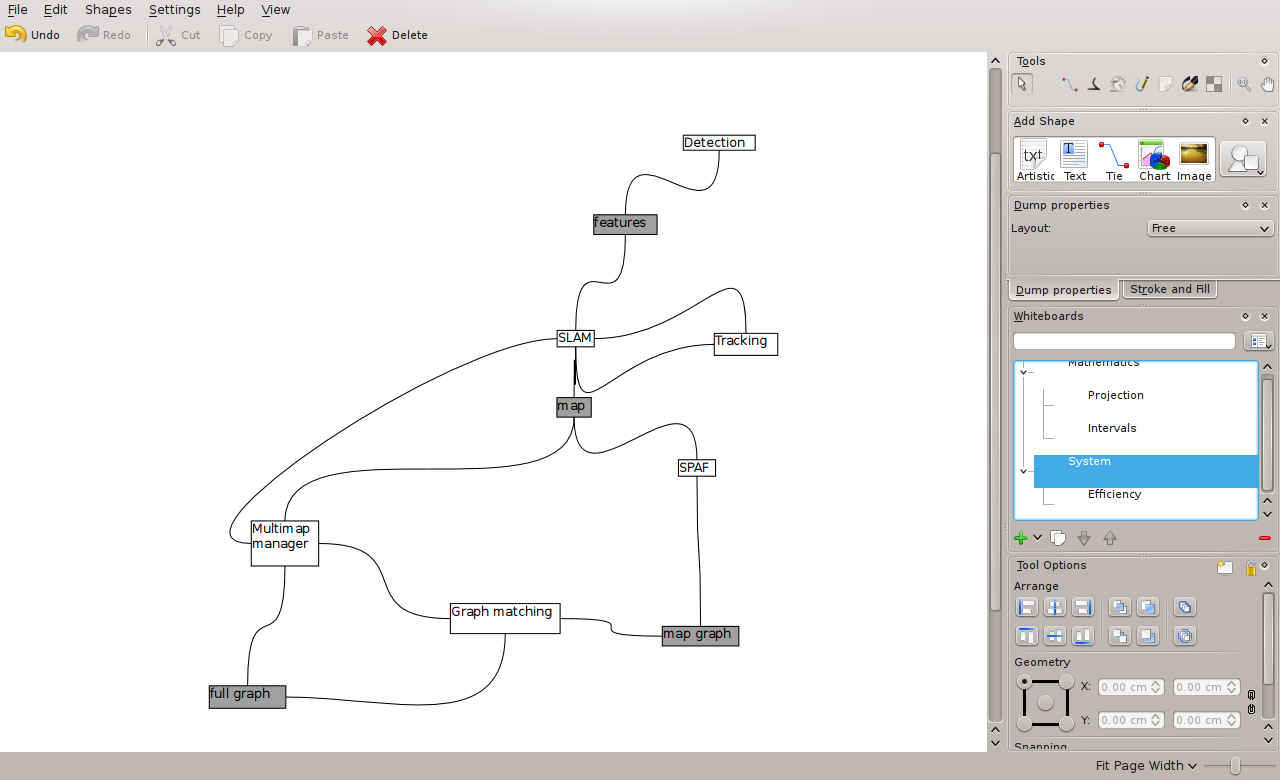 File Edit Shapes Settings Help View
Undo Redo Cut Copy Paste Delete
Tools
Add Shape
txt T
Artistic Text Tie Chart Image
Dump properties
Layout: Free
Dump properties Stroke and Fill
Whiteboards
Mathematics
Projection
Intervals
System
Efficiency
Tool Options
Arrange
Geometry
X: 0.00 cm 0.00 cm
Y: 0.00 cm 0.00 cm
Snapping
Fit Page Width
Detection
features
SLAM
Tracking
map
SPAF
Multimap
manager
Graph matching
map graph
full graph